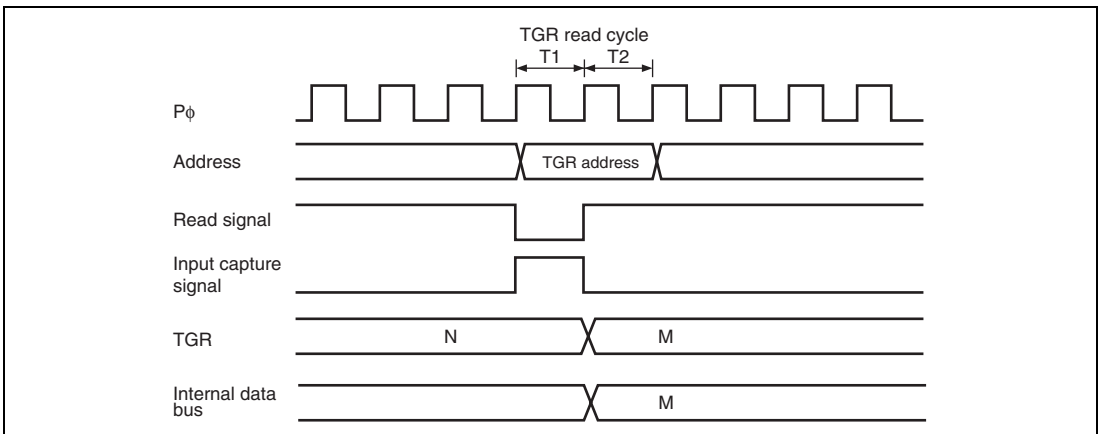 TGR read cycle
T1 T2
Pϕ
Address
TGR address
Read signal
Input capture
signal
TGR
N
M
Internal data
bus
M